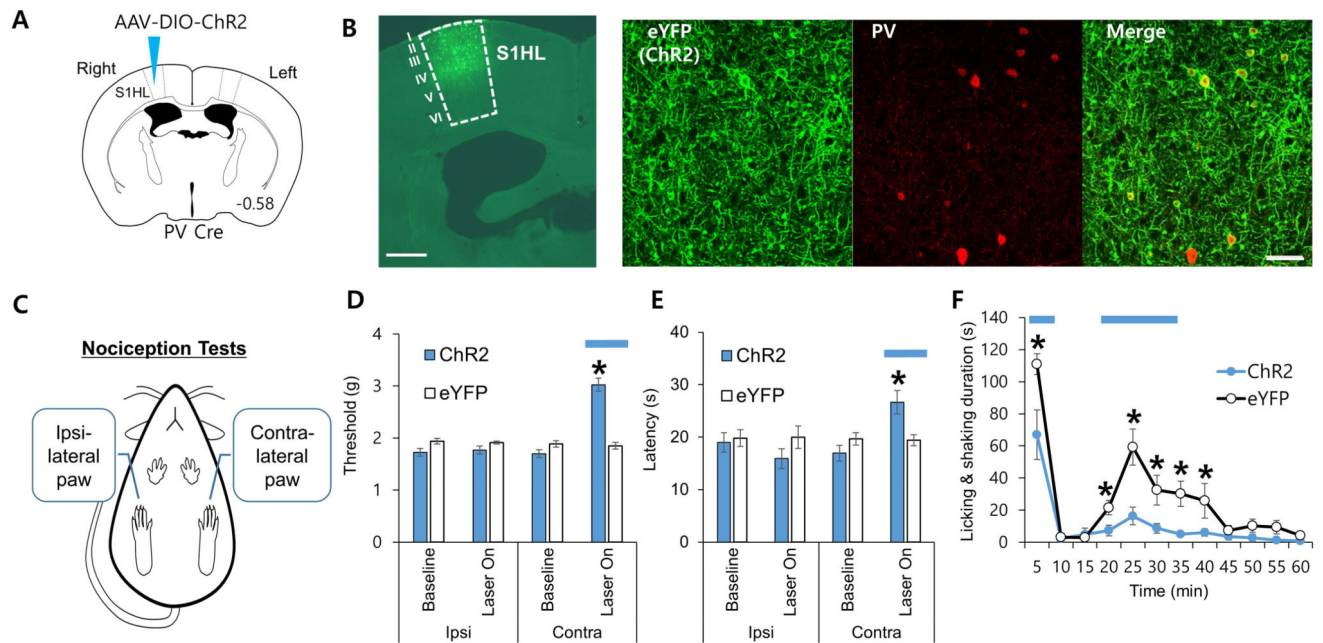 A
AAV-DIO-ChR2
Right
Left
S1HL
-0.58
PV Cre
B
I
II
III
IV
V
VI
S1HL
eYFP
(ChR2)
PV
Merge
C
Nociception Tests
Ipsi-
lateral
paw
Contra-
lateral
paw
D
Threshold (g)
4
3
2
1
0
ChR2
eYFP
*
Baseline
Laser On
Baseline
Laser On
Ipsi
Contra
E
Latency (s)
40
30
20
10
0
ChR2
eYFP
*
Baseline
Laser On
Baseline
Laser On
Ipsi
Contra
F
Licking & shaking duration (s)
140
120
100
80
60
40
20
0
* * * * * *
ChR2
eYFP
5 10 15 20 25 30 35 40 45 50 55 60
Time (min)